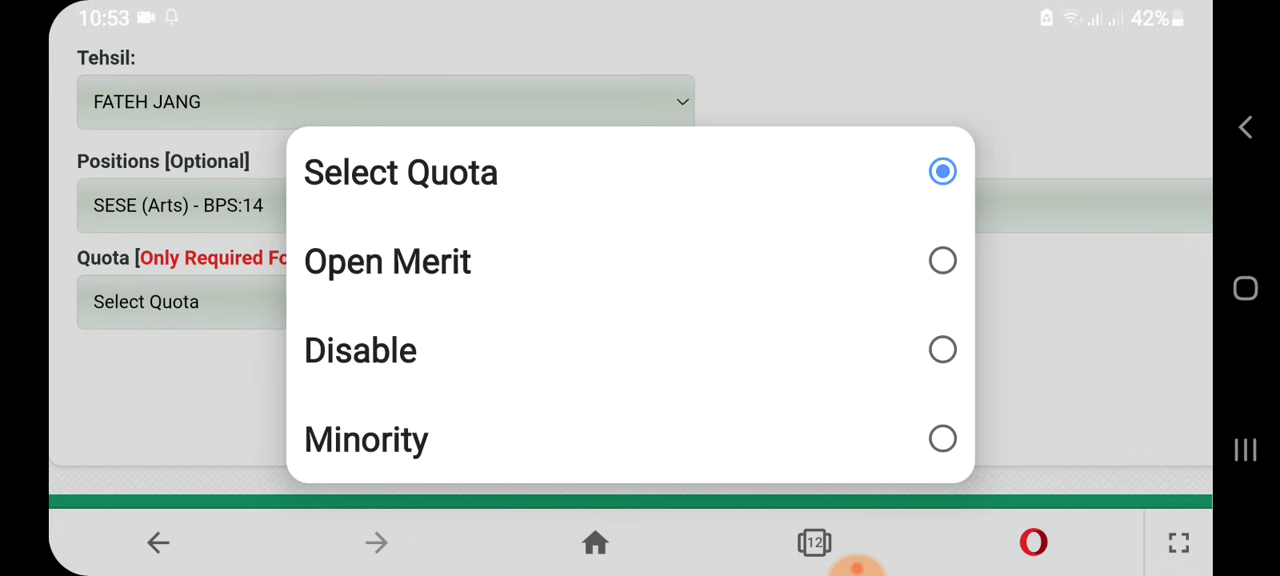 10:53
42%
Tehsil:
FATEH JANG
Positions [Optional]
SESE (Arts) - BPS:14
Quota [Only Required
Select Quota
Select Quota
Open Merit
Disable
Minority
12